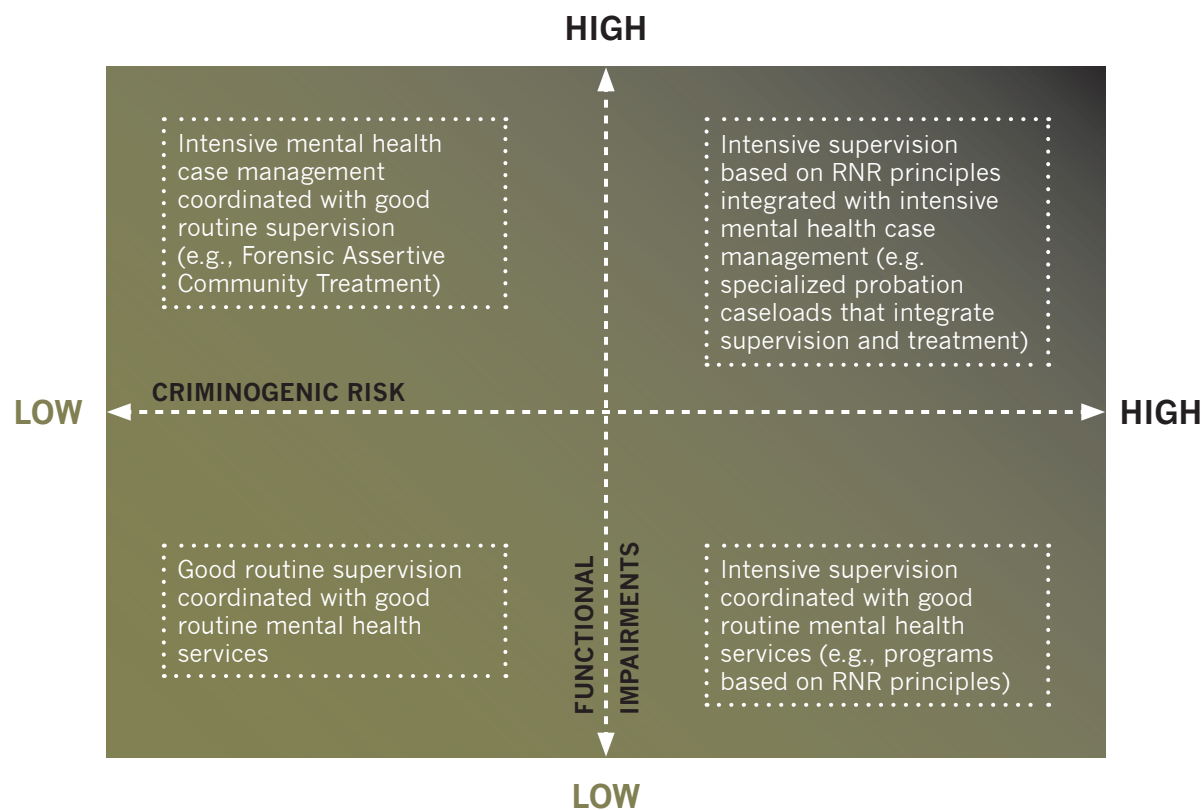 HIGH
Intensive mental health
case management
coordinated with good
routine supervision
(e.g., Forensic Assertive
Community Treatment)
Intensive supervision
based on RNR principles
integrated with intensive
mental health case
management (e.g.
specialized probation
caseloads that integrate
supervision and treatment)
CRIMINOGENIC RISK
LOW
HIGH
Good routine supervision
coordinated with good
routine mental health
services
FUNCTIONAL
IMPAIRMENTS
Intensive supervision
coordinated with good
routine mental health
services (e.g., programs
based on RNR principles)
LOW